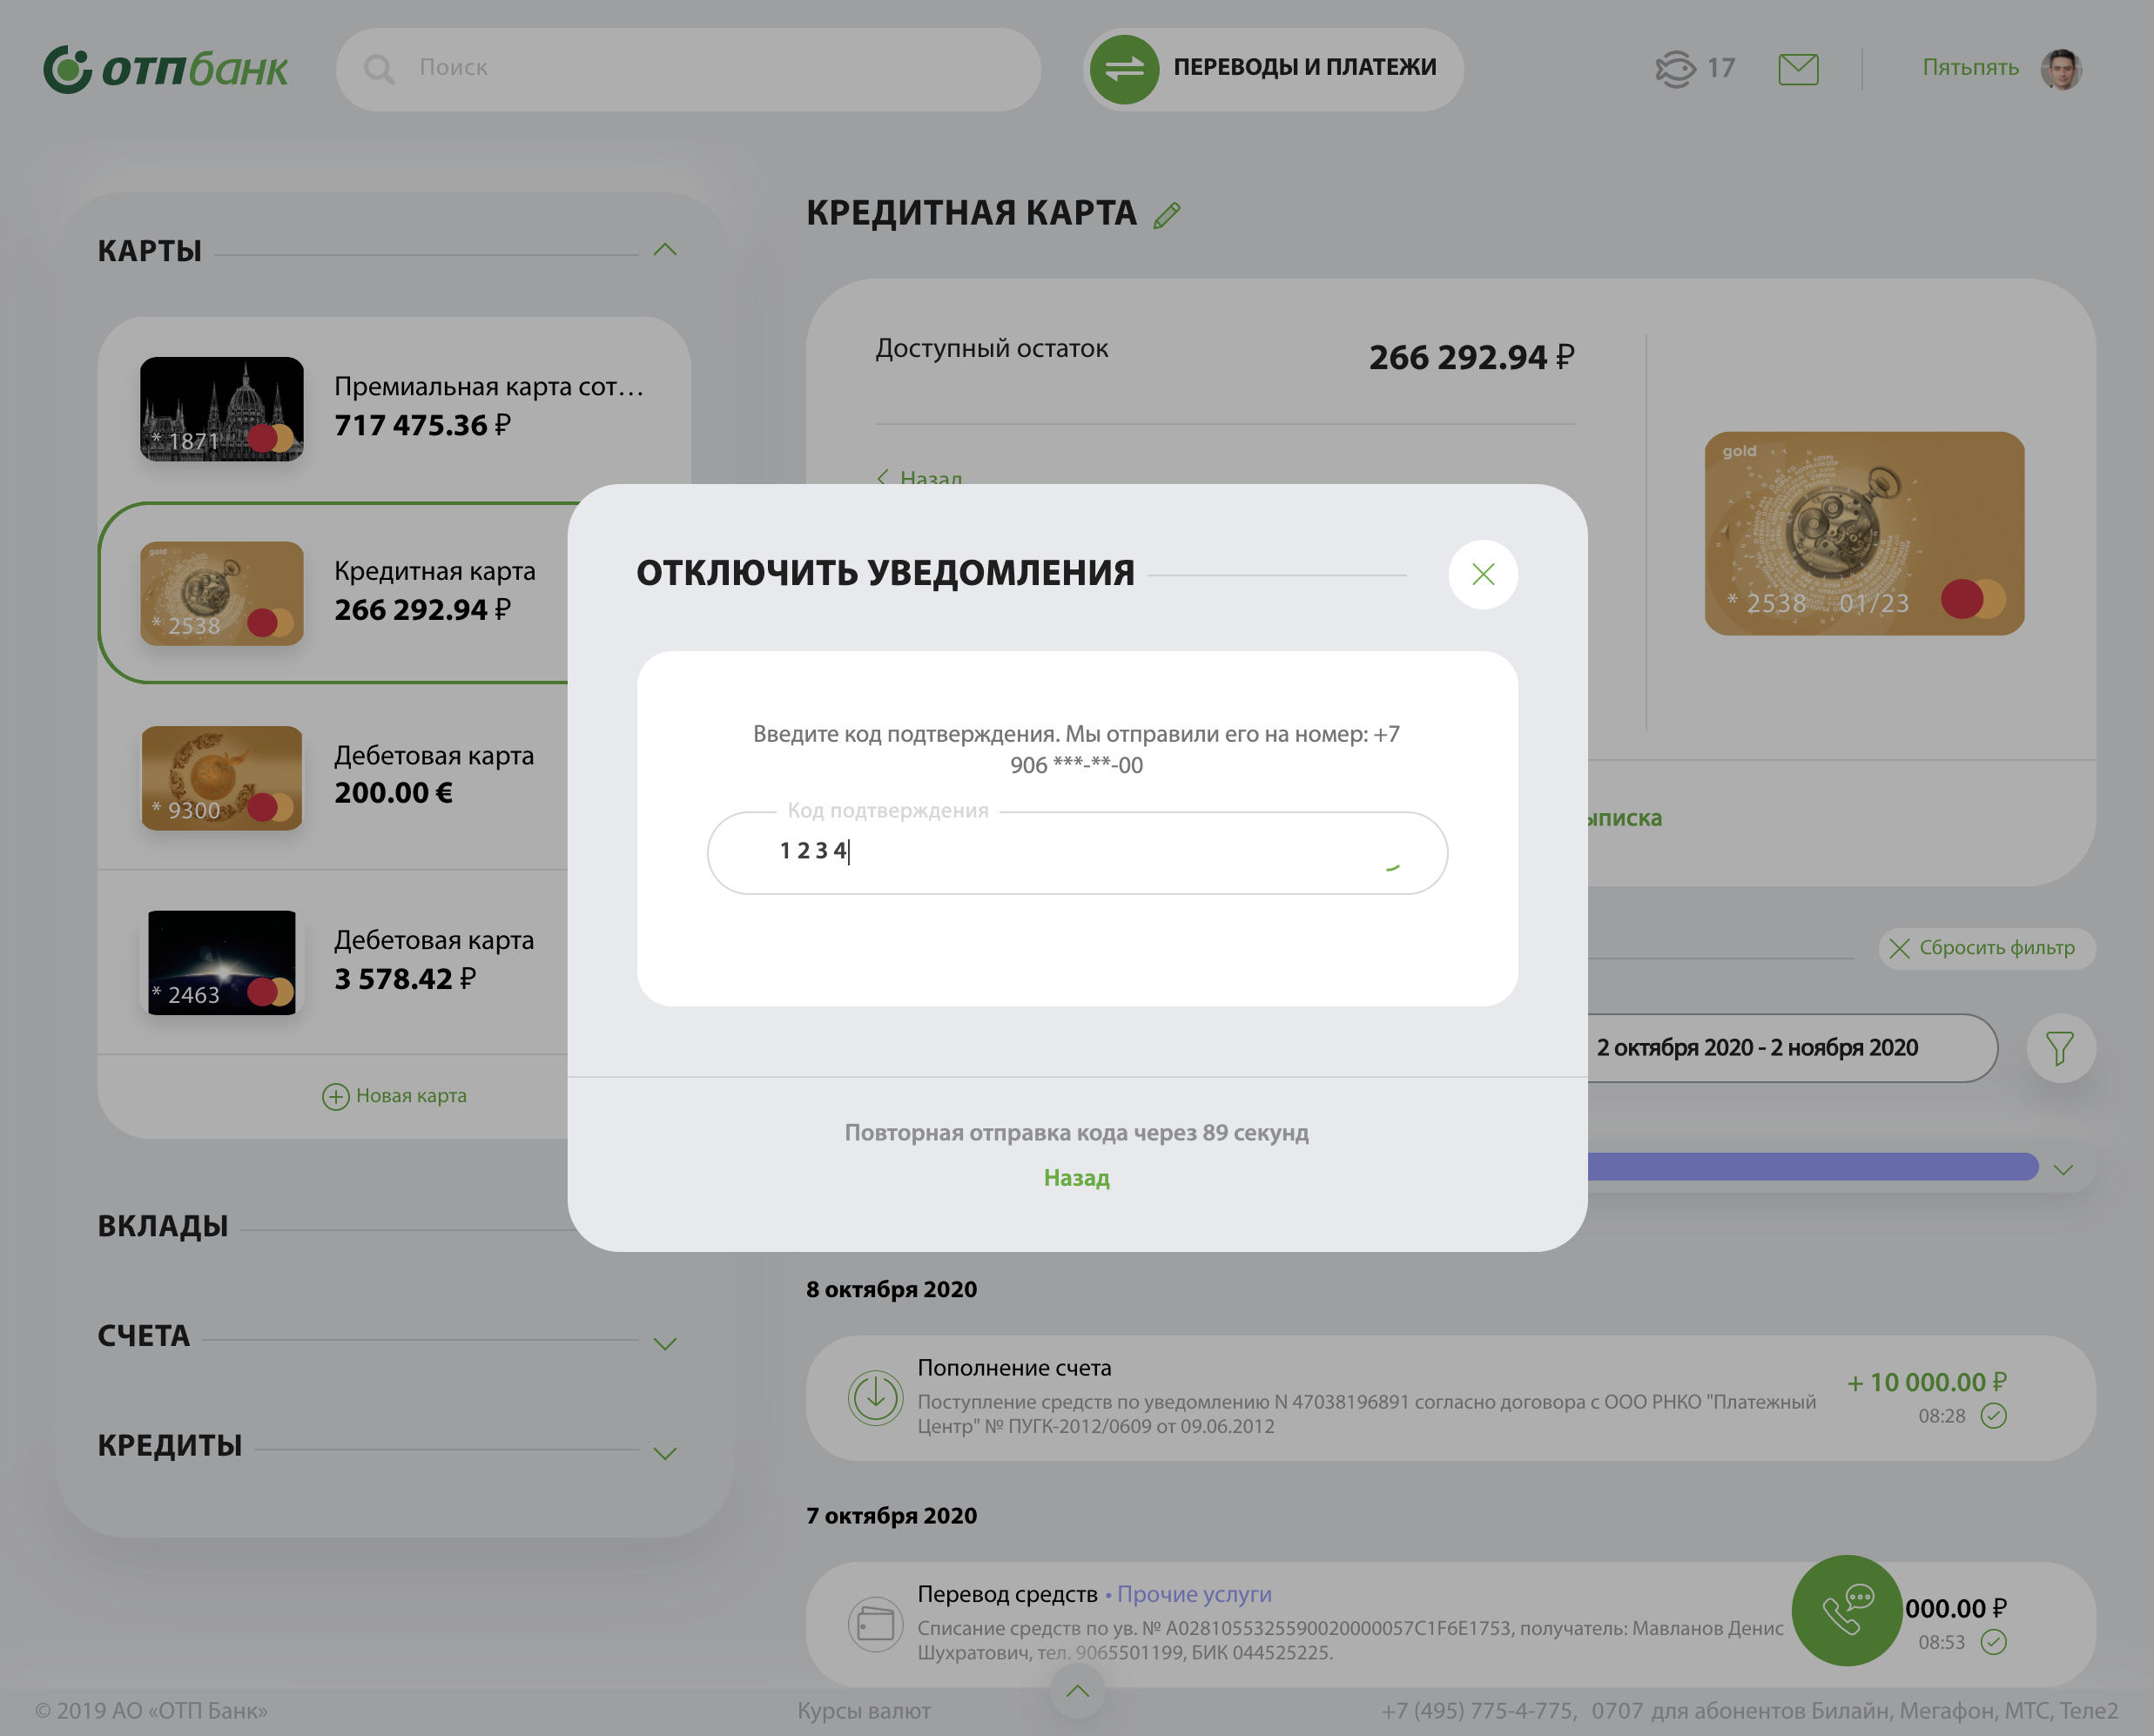 отпбанк
Поиск
ПЕРЕВОДЫ И ПЛАТЕЖИ
17
Пятьпять
КАРТЫ
* 1871
Премиальная карта сот...
717 475.36 ₽
gold
* 2538
Кредитная карта
266 292.94 ₽
* 9300
Дебетовая карта
200.00 €
* 2463
Дебетовая карта
3 578.42 ₽
Новая карта
ВКЛАДЫ
СЧЕТА
КРЕДИТЫ
КРЕДИТНАЯ КАРТА
Доступный остаток
266 292.94 ₽
Назад
gold
* 2538 01/23
ОТКЛЮЧИТЬ УВЕДОМЛЕНИЯ
Введите код подтверждения. Мы отправили его на номер: +7
906 ***-**-00
Код подтверждения
1 2 3 4
Повторная отправка кода через 89 секунд
Назад
ыписка
Сбросить фильтр
2 октября 2020 - 2 ноября 2020
8 октября 2020
Пополнение счета
Поступление средств по уведомлению N 47038196891 согласно договора с ООО РНКО "Платежный
Центр" № ПУГК-2012/0609 от 09.06.2012
+ 10 000.00 ₽
08:28
7 октября 2020
Перевод средств • Прочие услуги
Списание средств по ув. № A02810553255900200000​57C1F6E1753, получатель: Мавланов Денис
Шухратович, тел. 9065501199, БИК 044525225.
000.00 ₽
08:53
© 2019 АО «ОТП Банк»
Курсы валют
+7 (495) 775-4-775, 0707 для абонентов Билайн, Мегафон, МТС, Теле2